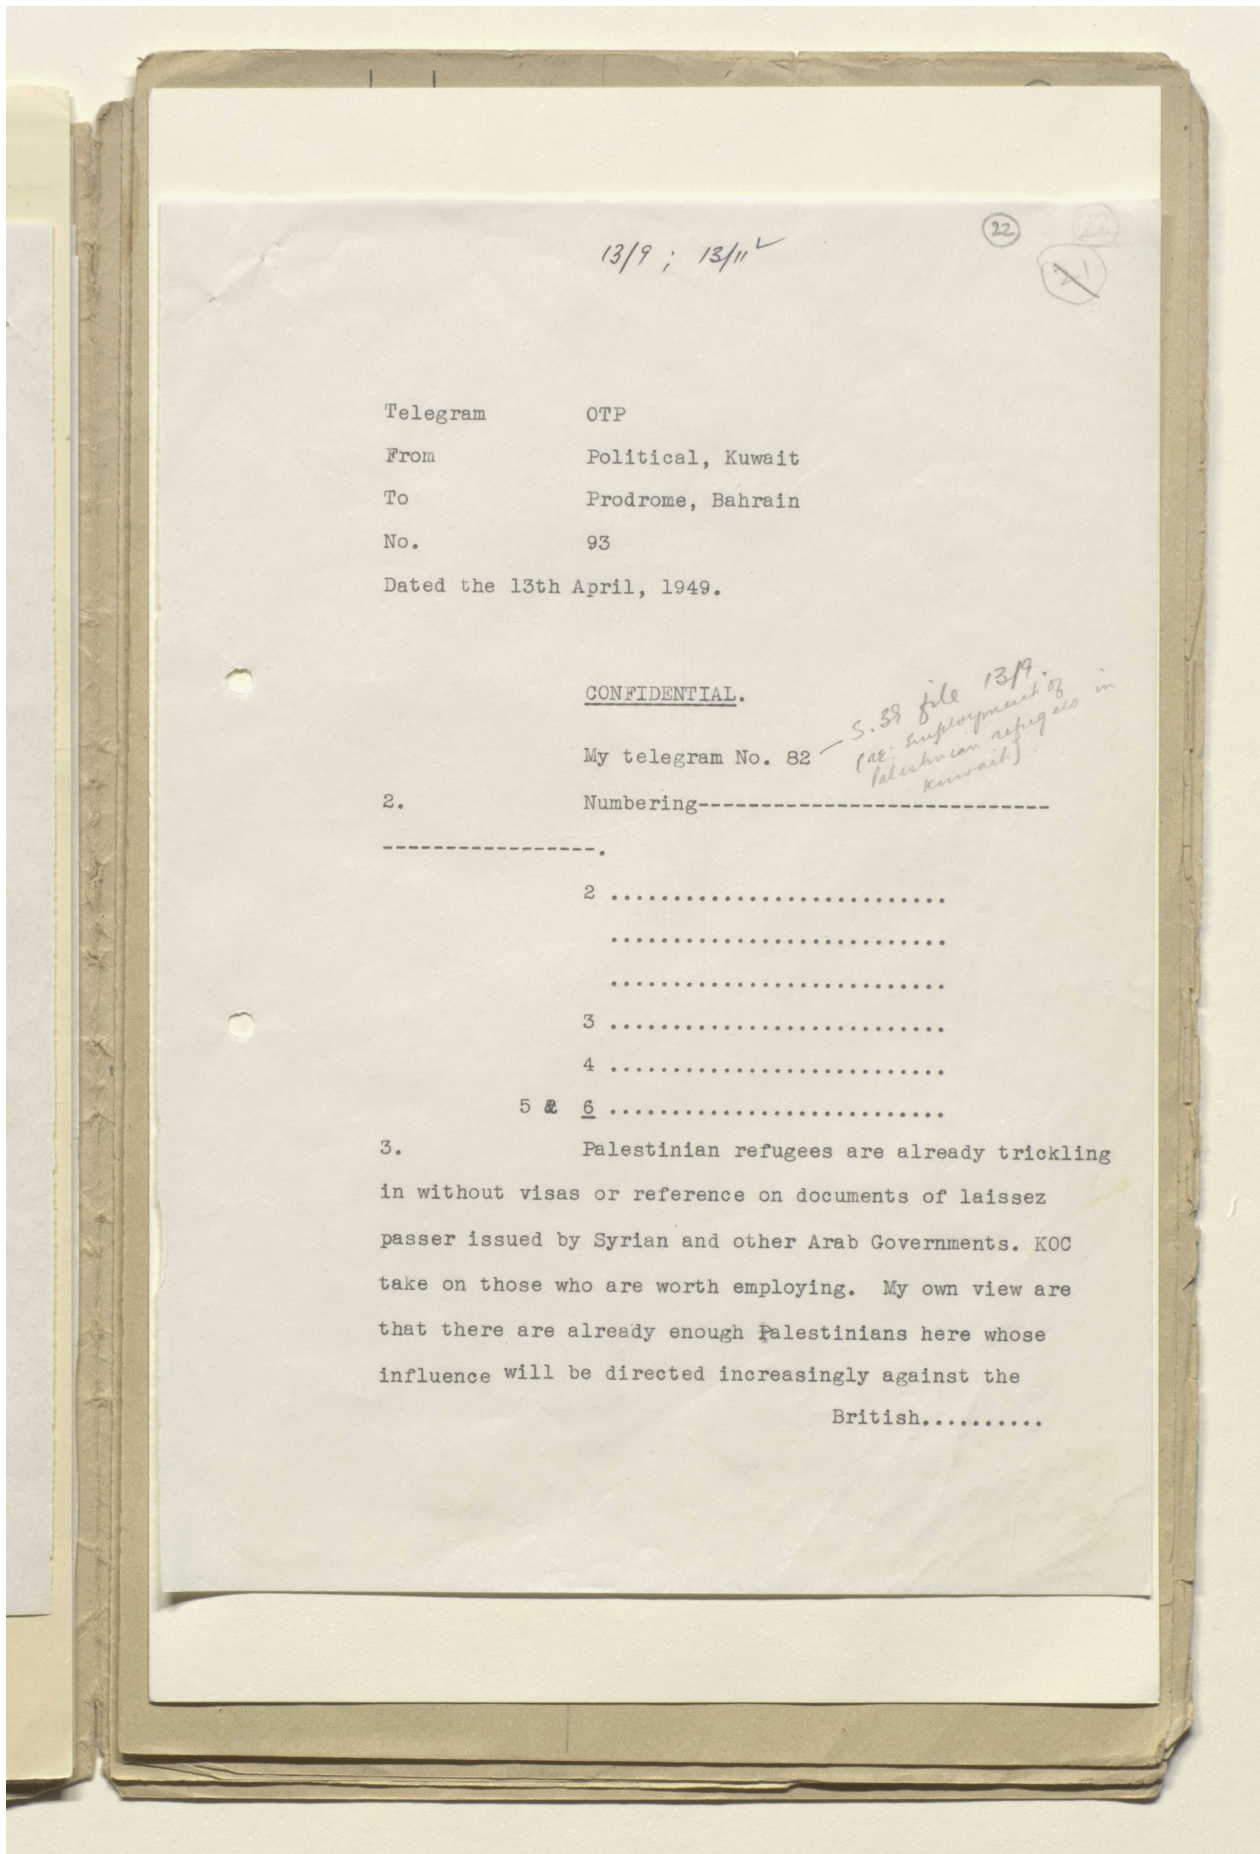 22
22
13/9 ; 13/11
21
Telegram OTP
From Political, Kuwait
To Prodrome, Bahrain
No. 93
Dated the 13th April, 1949.
CONFIDENTIAL.
My telegram No. 82 — S.39 file 13/9.
(re. employment of
Palestinian refugees in
Kuwait)
2. Numbering----------------------------
-----------------.
2 ...........................
...........................
...........................
3 ...........................
4 ...........................
5 & 6 ...........................
3. Palestinian refugees are already trickling
in without visas or reference on documents of laissez
passer issued by Syrian and other Arab Governments. KOC
take on those who are worth employing. My own view are
that there are already enough Palestinians here whose
influence will be directed increasingly against the
British..........